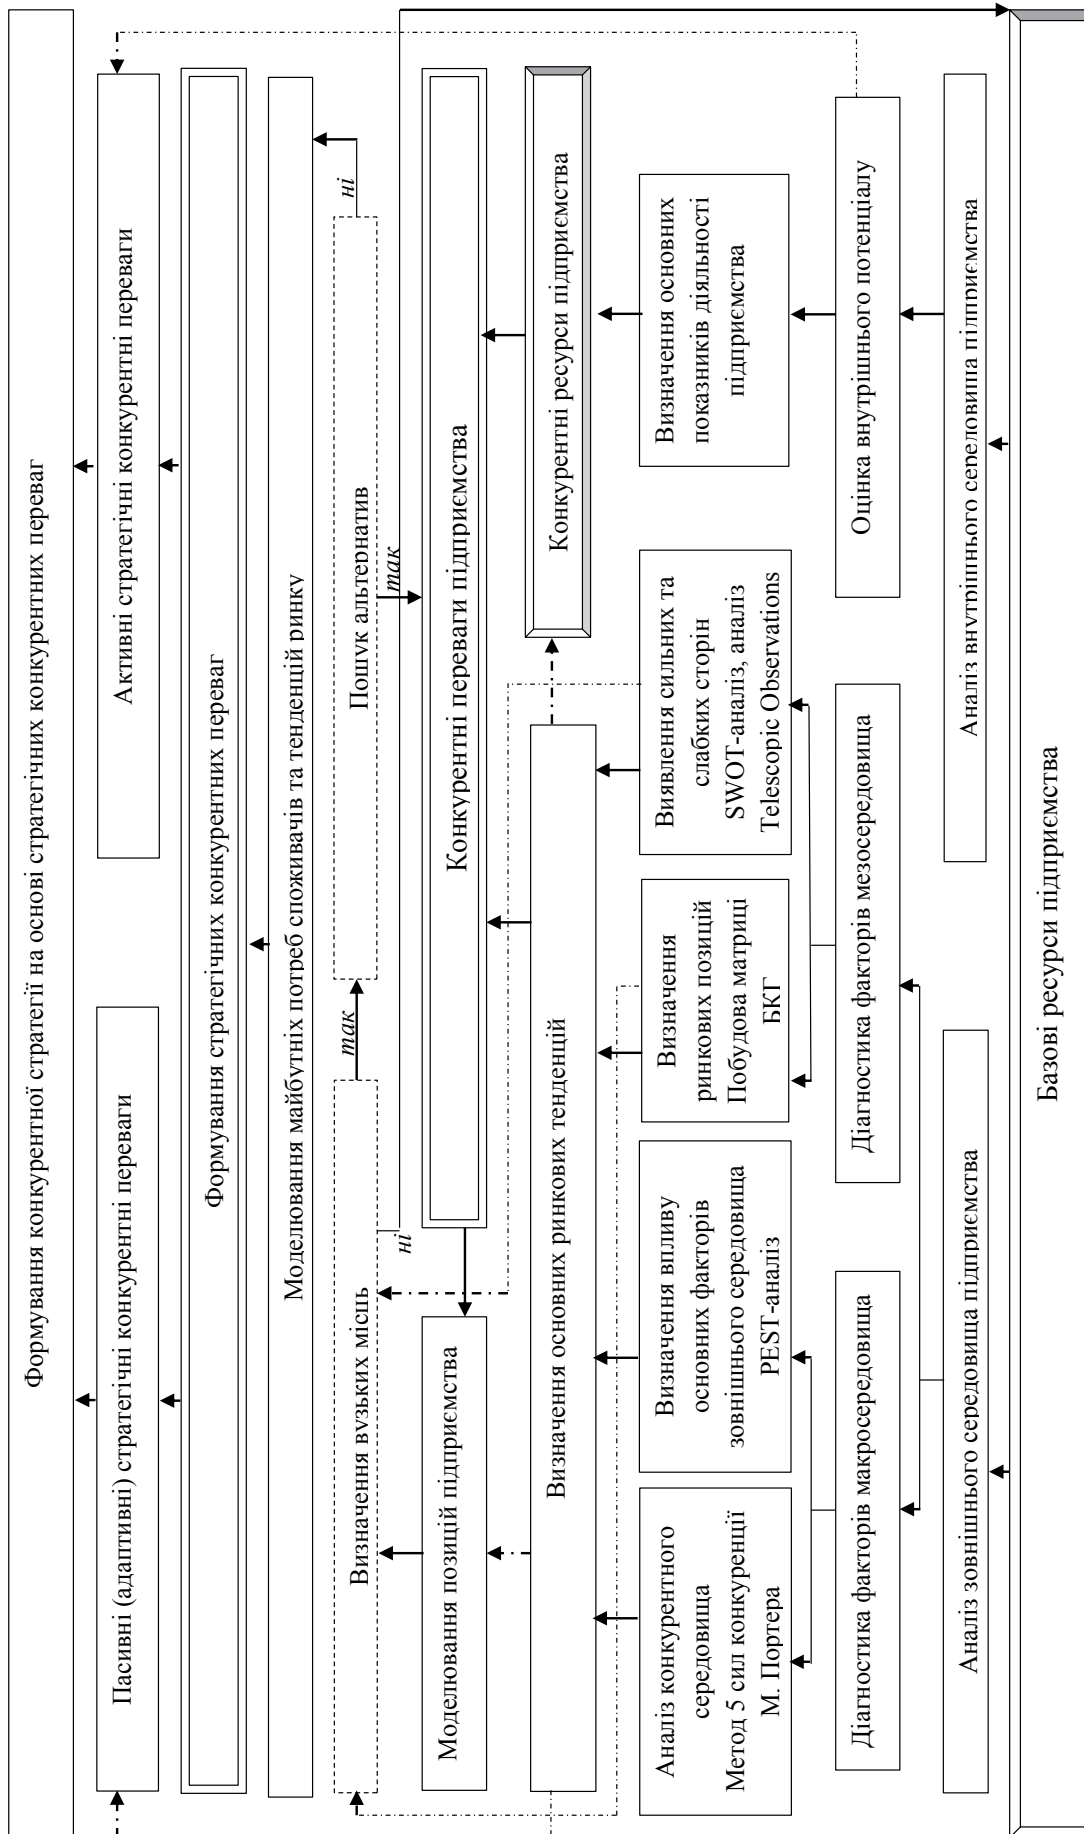 Формування конкурентної стратегії на основі стратегічних конкурентних переваг
Пасивні (адаптивні) стратегічні конкурентні переваги
Активні стратегічні конкурентні переваги
Формування стратегічних конкурентних переваг
Моделювання майбутніх потреб споживачів та тенденцій ринку
Визначення вузьких місць
так
Пошук альтернатив
ні
ні
так
Моделювання позицій підприємства
Конкурентні переваги підприємства
Визначення основних ринкових тенденцій
Конкурентні ресурси підприємства
Аналіз конкурентного
середовища
Метод 5 сил конкуренції
М. Портера
Визначення впливу
основних факторів
зовнішнього середовища
PEST-аналіз
Визначення
ринкових позицій
Побудова матриці
БКГ
Виявлення сильних та
слабких сторін
SWOT-аналіз, аналіз
Telescopic Observations
Визначення основних
показників діяльності
підприємства
Діагностика факторів макросередовища
Діагностика факторів мезосередовища
Оцінка внутрішнього потенціалу
Аналіз зовнішнього середовища підприємства
Аналіз внутрішнього середовища підприємства
Базові ресурси підприємства